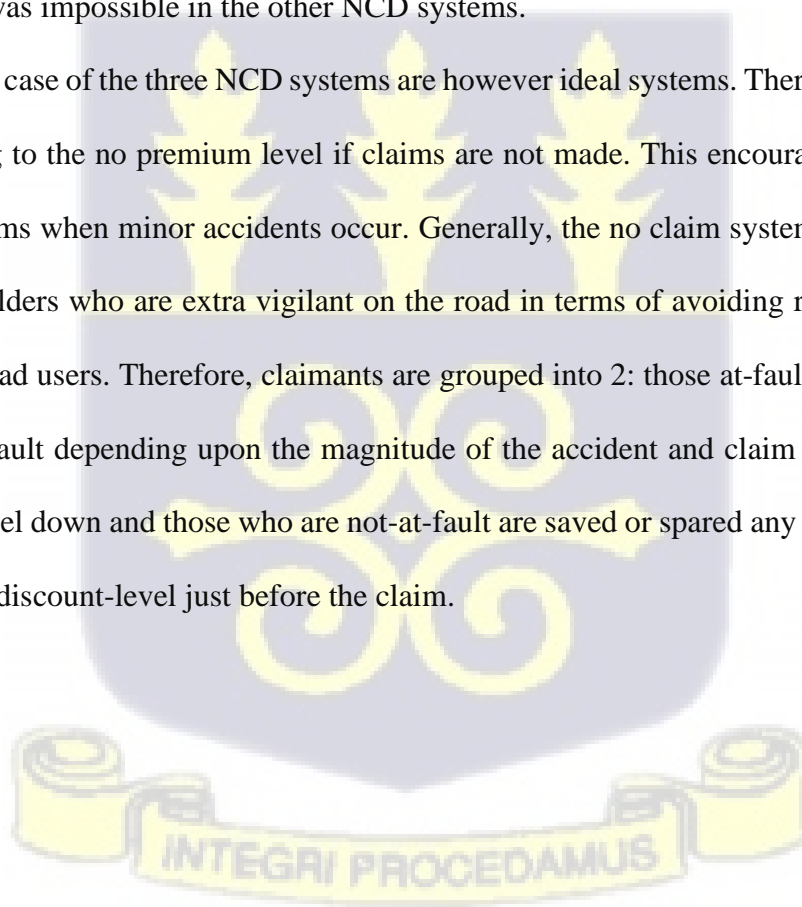 was impossible in the other NCD systems.
case of the three NCD systems are however ideal systems. Ther
to the no premium level if claims are not made. This encoura
ms when minor accidents occur. Generally, the no claim system
lders who are extra vigilant on the road in terms of avoiding r
ad users. Therefore, claimants are grouped into 2: those at-faul
ault depending upon the magnitude of the accident and claim
el down and those who are not-at-fault are saved or spared any
discount-level just before the claim.
INTEGRI PROCEDAMUS